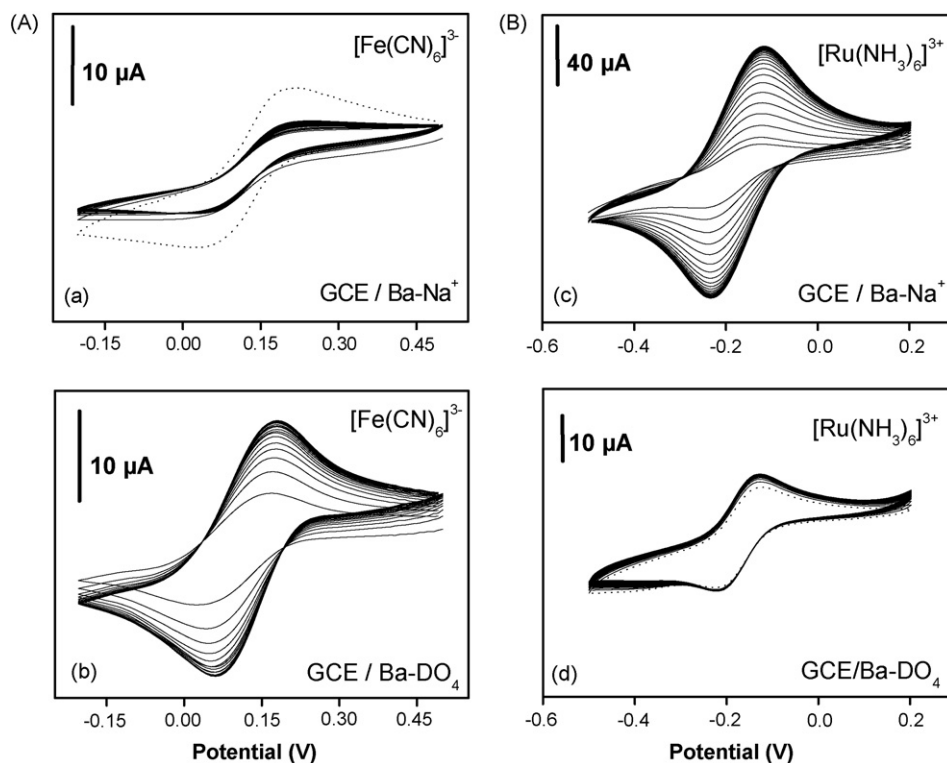 (A)
[Fe(CN)₆]³⁻
10 µA
(a)
GCE / Ba-Na⁺
-0.15 0.00 0.15 0.30 0.45
(B)
[Ru(NH₃)₆]³⁺
40 µA
(c)
GCE / Ba-Na⁺
-0.6 -0.4 -0.2 0.0 0.2
[Fe(CN)₆]³⁻
10 µA
(b)
GCE / Ba-DO₄
-0.15 0.00 0.15 0.30 0.45
Potential (V)
[Ru(NH₃)₆]³⁺
10 µA
(d)
GCE/Ba-DO₄
-0.6 -0.4 -0.2 0.0 0.2
Potential (V)